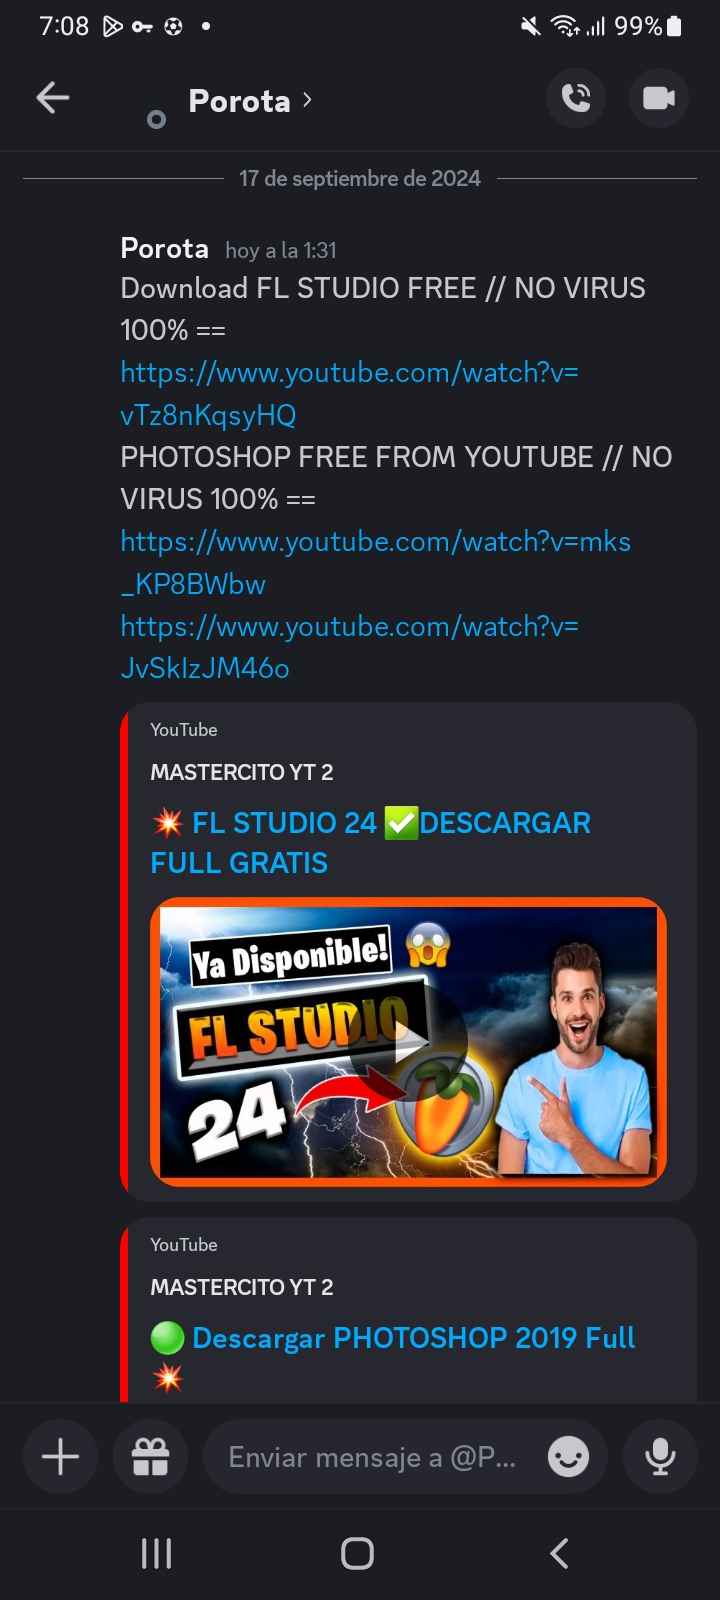 7:08 99%
Porota
17 de septiembre de 2024
Porota hoy a la 1:31
Download FL STUDIO FREE // NO VIRUS
100% ==
https://www.youtube.com/watch?v=
vTz8nKqsyHQ
PHOTOSHOP FREE FROM YOUTUBE // NO
VIRUS 100% ==
https://www.youtube.com/watch?v=mks
_KP8BWbw
https://www.youtube.com/watch?v=
JvSkIzJM46o
YouTube
MASTERCITO YT 2
💥 FL STUDIO 24 ✅DESCARGAR
FULL GRATIS
Ya Disponible!
FL STUDIO
24
YouTube
MASTERCITO YT 2
🟢 Descargar PHOTOSHOP 2019 Full
💥
Enviar mensaje a @P...